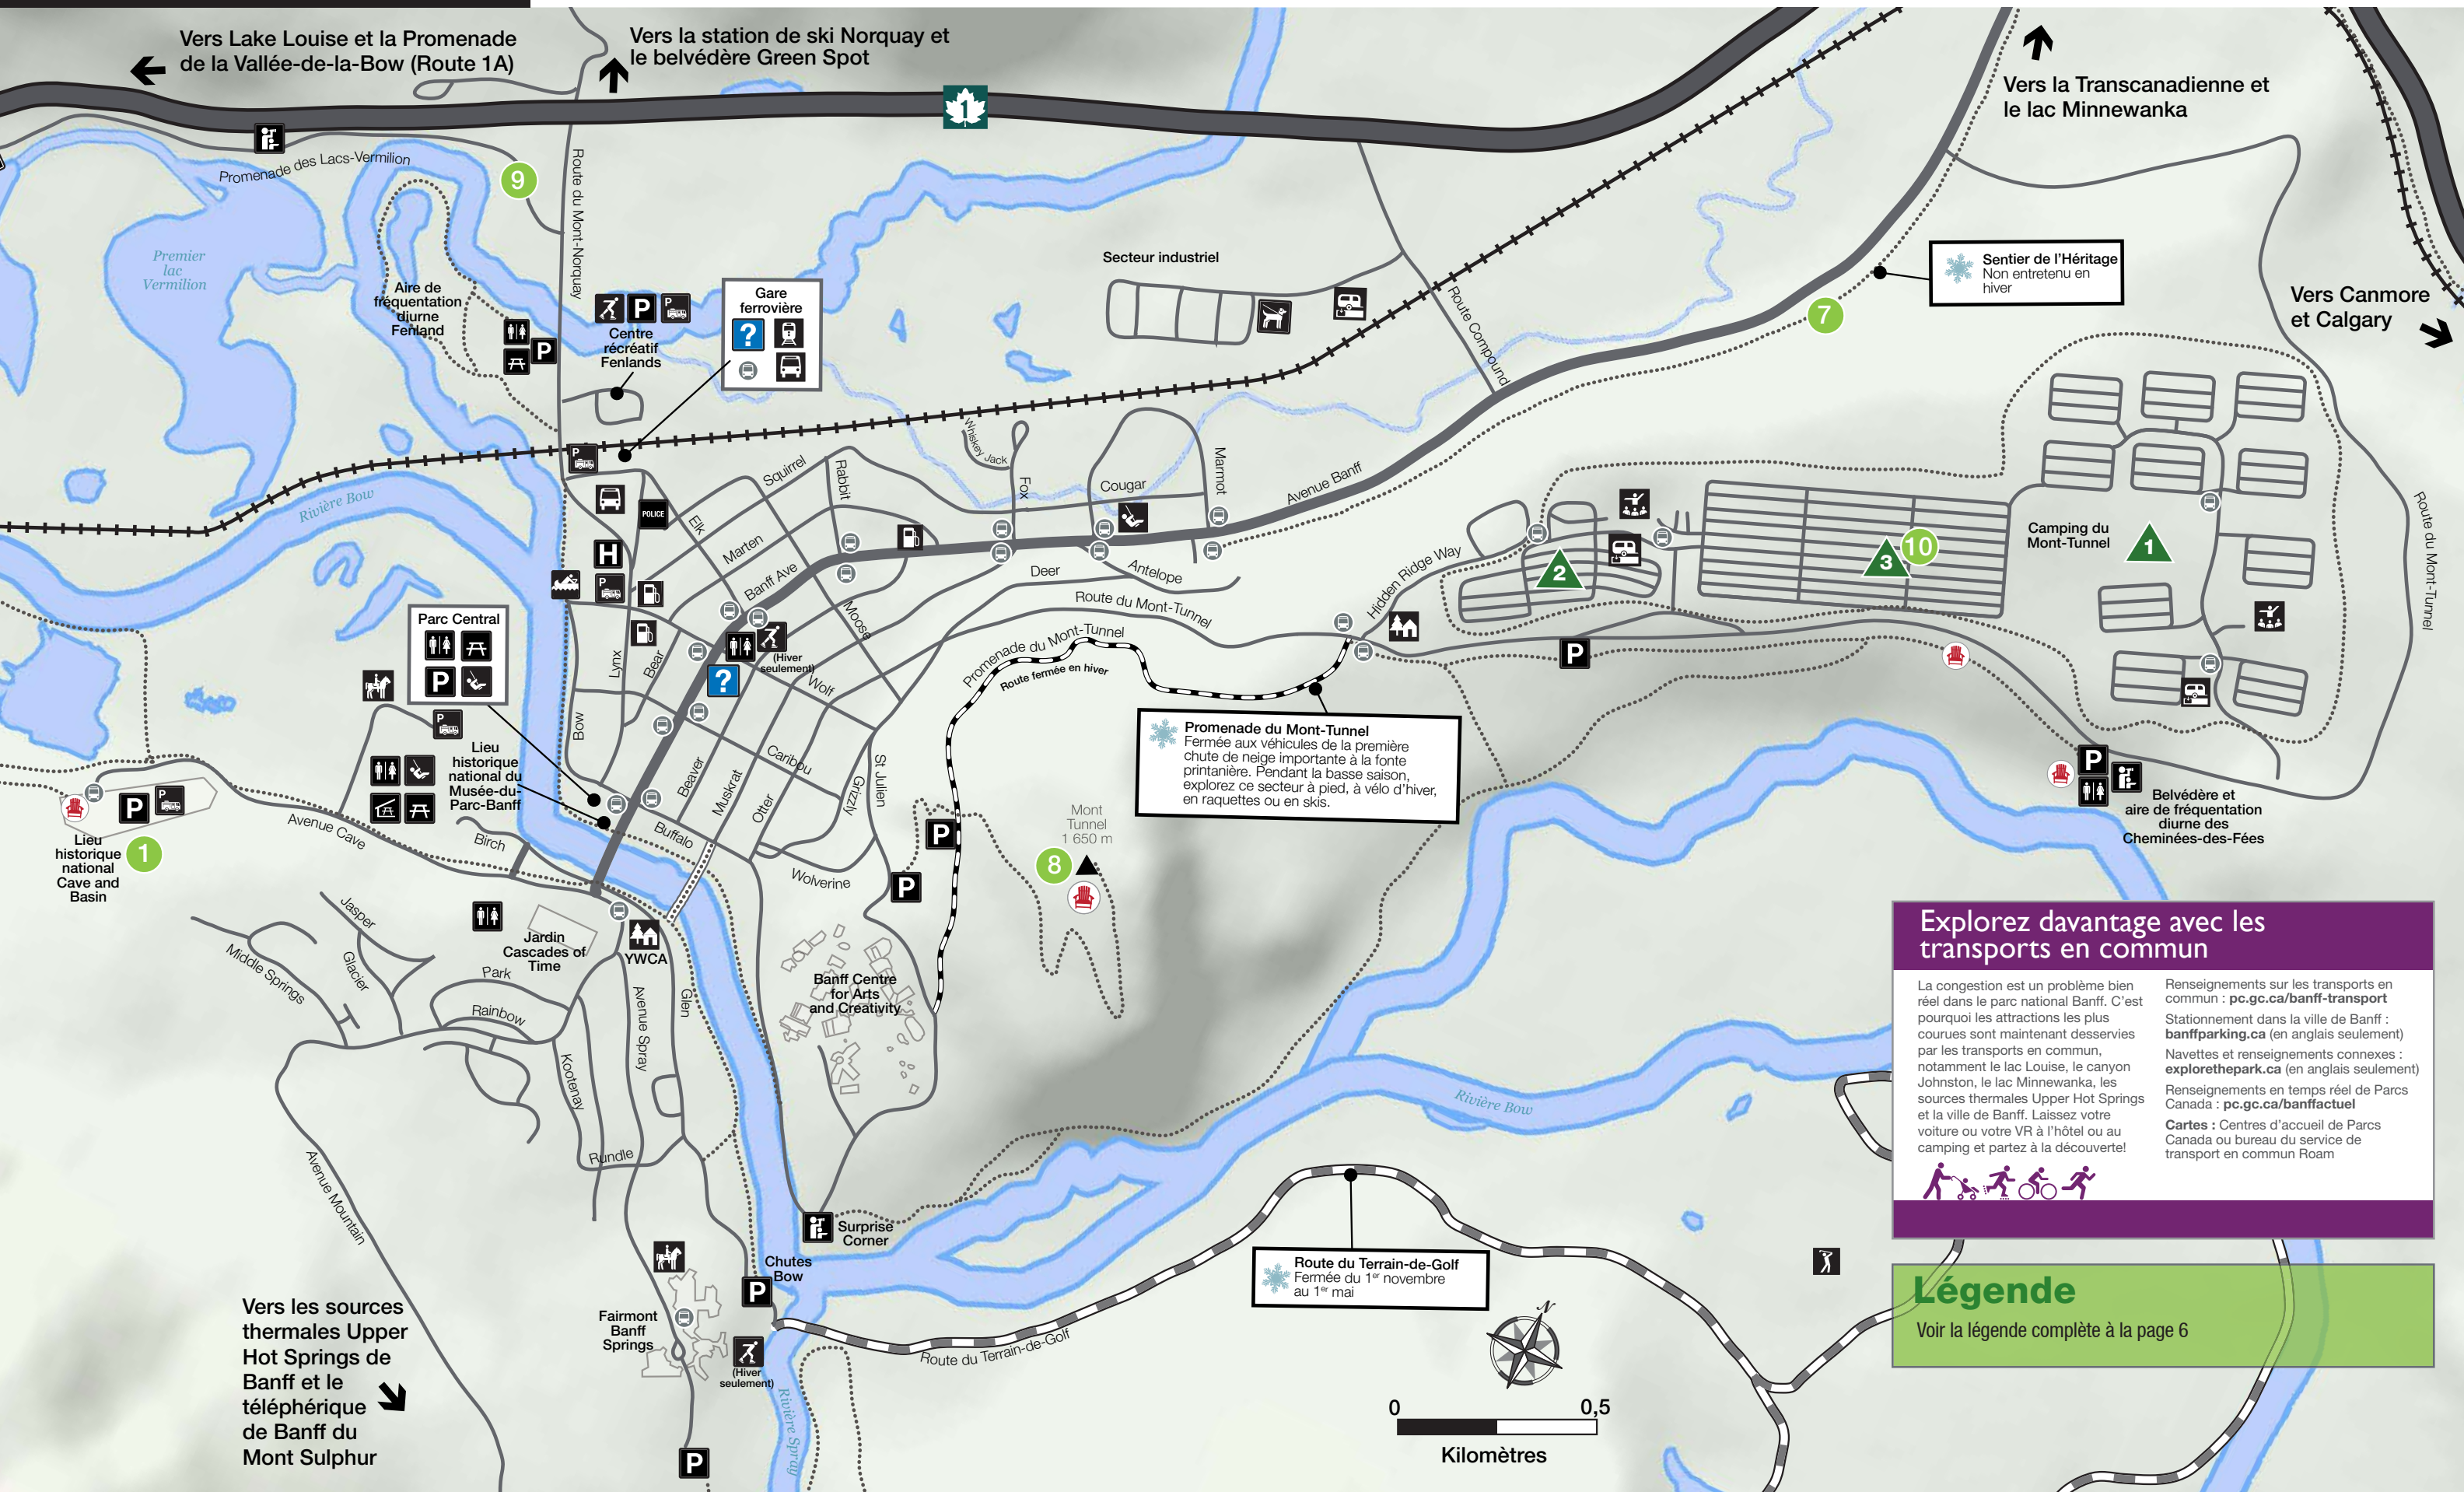 Vers Lake Louise et la Promenade
de la Vallée-de-la-Bow (Route 1A)
Vers la station de ski Norquay et
le belvédère Green Spot
1
Vers la Transcanadienne et
le lac Minnewanka
Promenade des Lacs-Vermilion
9
Route du Mont-Norquay
Premier
lac
Vermilion
Aire de
fréquentation
diurne
Fenland
P
P
P
Centre
récréatif
Fenlands
Gare
ferrovière
?
Secteur industriel
Route Compound
7
Sentier de l'Héritage
Non entretenu en
hiver
Vers Canmore
et Calgary
Rivière Bow
P
POLICE
H
P
Squirrel
Rabbit
Elk
Marten
Banff Ave
Moose
Whiskey Jack
Fox
Cougar
Marmot
Avenue Banff
Deer
Antelope
Route du Mont-Tunnel
Hidden Ridge Way
2
3
10
Camping du
Mont-Tunnel
1
Route du Mont-Tunnel
Parc Central
P
Lynx
Bear
Bow
(Hiver
seulement)
?
Wolf
Promenade du Mont-Tunnel
Route fermée en hiver
P
Promenade du Mont-Tunnel
Fermée aux véhicules de la première
chute de neige importante à la fonte
printanière. Pendant la basse saison,
explorez ce secteur à pied, à vélo d'hiver,
en raquettes ou en skis.
P
Lieu
historique
national du
Musée-du-
Parc-Banff
Beaver
Muskrat
Caribou
Otter
Grizzly
St Julien
Buffalo
Wolverine
P
P
Mont
Tunnel
1 650 m
8
P
Belvédère et
aire de fréquentation
diurne des
Cheminées-des-Fées
P
P
Lieu
historique
national
Cave and
Basin
1
Avenue Cave
Birch
Jasper
Glacier
Middle Springs
Jardin
Cascades of
Time
YWCA
Park
Rainbow
Kootenay
Avenue Spray
Glen
Rundle
Avenue Mountain
Banff Centre
for Arts
and Creativity
Surprise
Corner
Chutes
Bow
P
Fairmont
Banff
Springs
(Hiver
seulement)
P
Rivière Spray
Rivière Bow
Route du Terrain-de-Golf
Route du Terrain-de-Golf
Fermée du 1er novembre
au 1er mai
Vers les sources
thermales Upper
Hot Springs de
Banff et le
téléphérique
de Banff du
Mont Sulphur
N
0 0,5
Kilomètres
Explorez davantage avec les
transports en commun
La congestion est un problème bien
réel dans le parc national Banff. C'est
pourquoi les attractions les plus
courues sont maintenant desservies
par les transports en commun,
notamment le lac Louise, le canyon
Johnston, le lac Minnewanka, les
sources thermales Upper Hot Springs
et la ville de Banff. Laissez votre
voiture ou votre VR à l'hôtel ou au
camping et partez à la découverte!
Renseignements sur les transports en
commun : pc.gc.ca/banff-transport
Stationnement dans la ville de Banff :
banffparking.ca (en anglais seulement)
Navettes et renseignements connexes :
explorethepark.ca (en anglais seulement)
Renseignements en temps réel de Parcs
Canada : pc.gc.ca/banffactuel
Cartes : Centres d'accueil de Parcs
Canada ou bureau du service de
transport en commun Roam
Légende
Voir la légende complète à la page 6